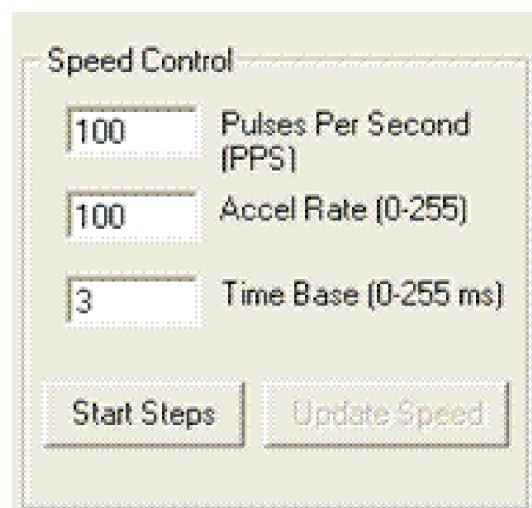 Speed Control
100 Pulses Per Second
(PPS)
100 Accel Rate (0-255)
3 Time Base (0-255 ms)
Start Steps Update Speed